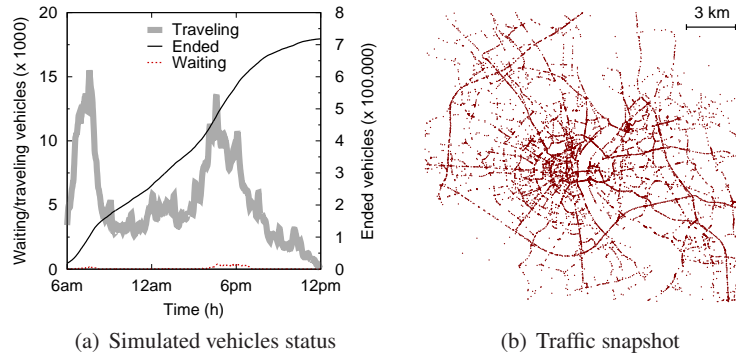 20
15
10
5
0
Waiting/traveling vehicles (x 1000)
Traveling
Ended
Waiting
8
7
6
5
4
3
2
1
0
Ended vehicles (x 100.000)
6am 12am 6pm 12pm
Time (h)
(a) Simulated vehicles status
3 km
(b) Traffic snapshot